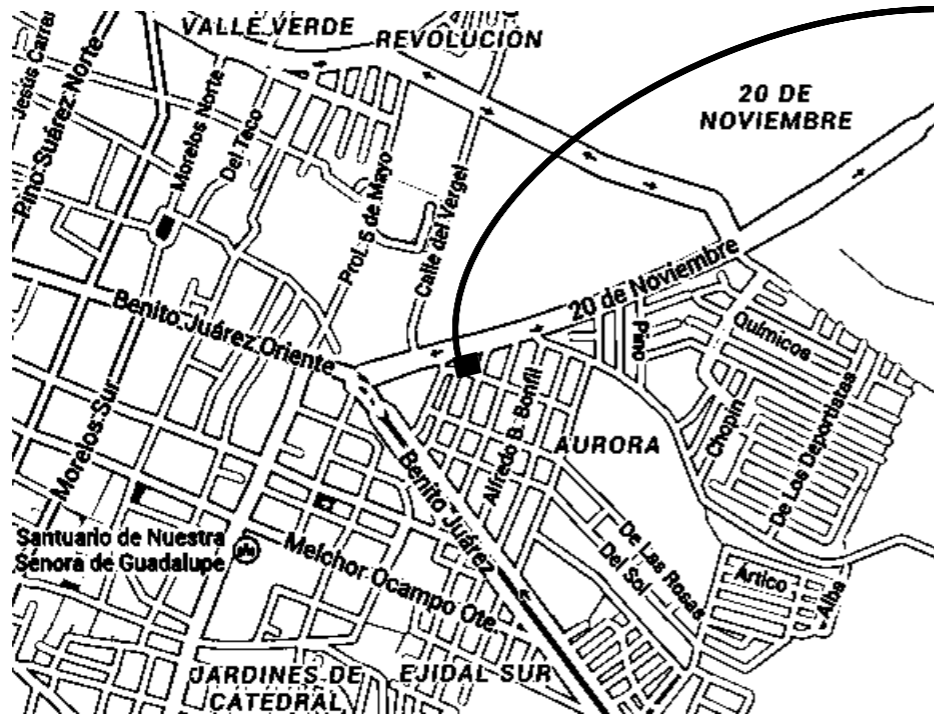 VALLE VERDE
REVOLUCIÓN
20 DE
NOVIEMBRE
Jesús Carran
Pino Suárez Norte
Morelos Norte
Del Taco
Prol. 5 de Mayo
Calle del Vergel
20 de Noviembre
Benito Juárez Oriente
Pino
Químicos
Morelos Sur
Alfredo B. Bonfil
AURORA
Chopin
De Los Deportistas
Benito Juárez
Santuario de Nuestra
Señora de Guadalupe
Melchor Ocampo Ote.
De Las Rosas
Del Sol
Ártico
Alba
JARDINES DE
CATEDRAL
EJIDAL SUR